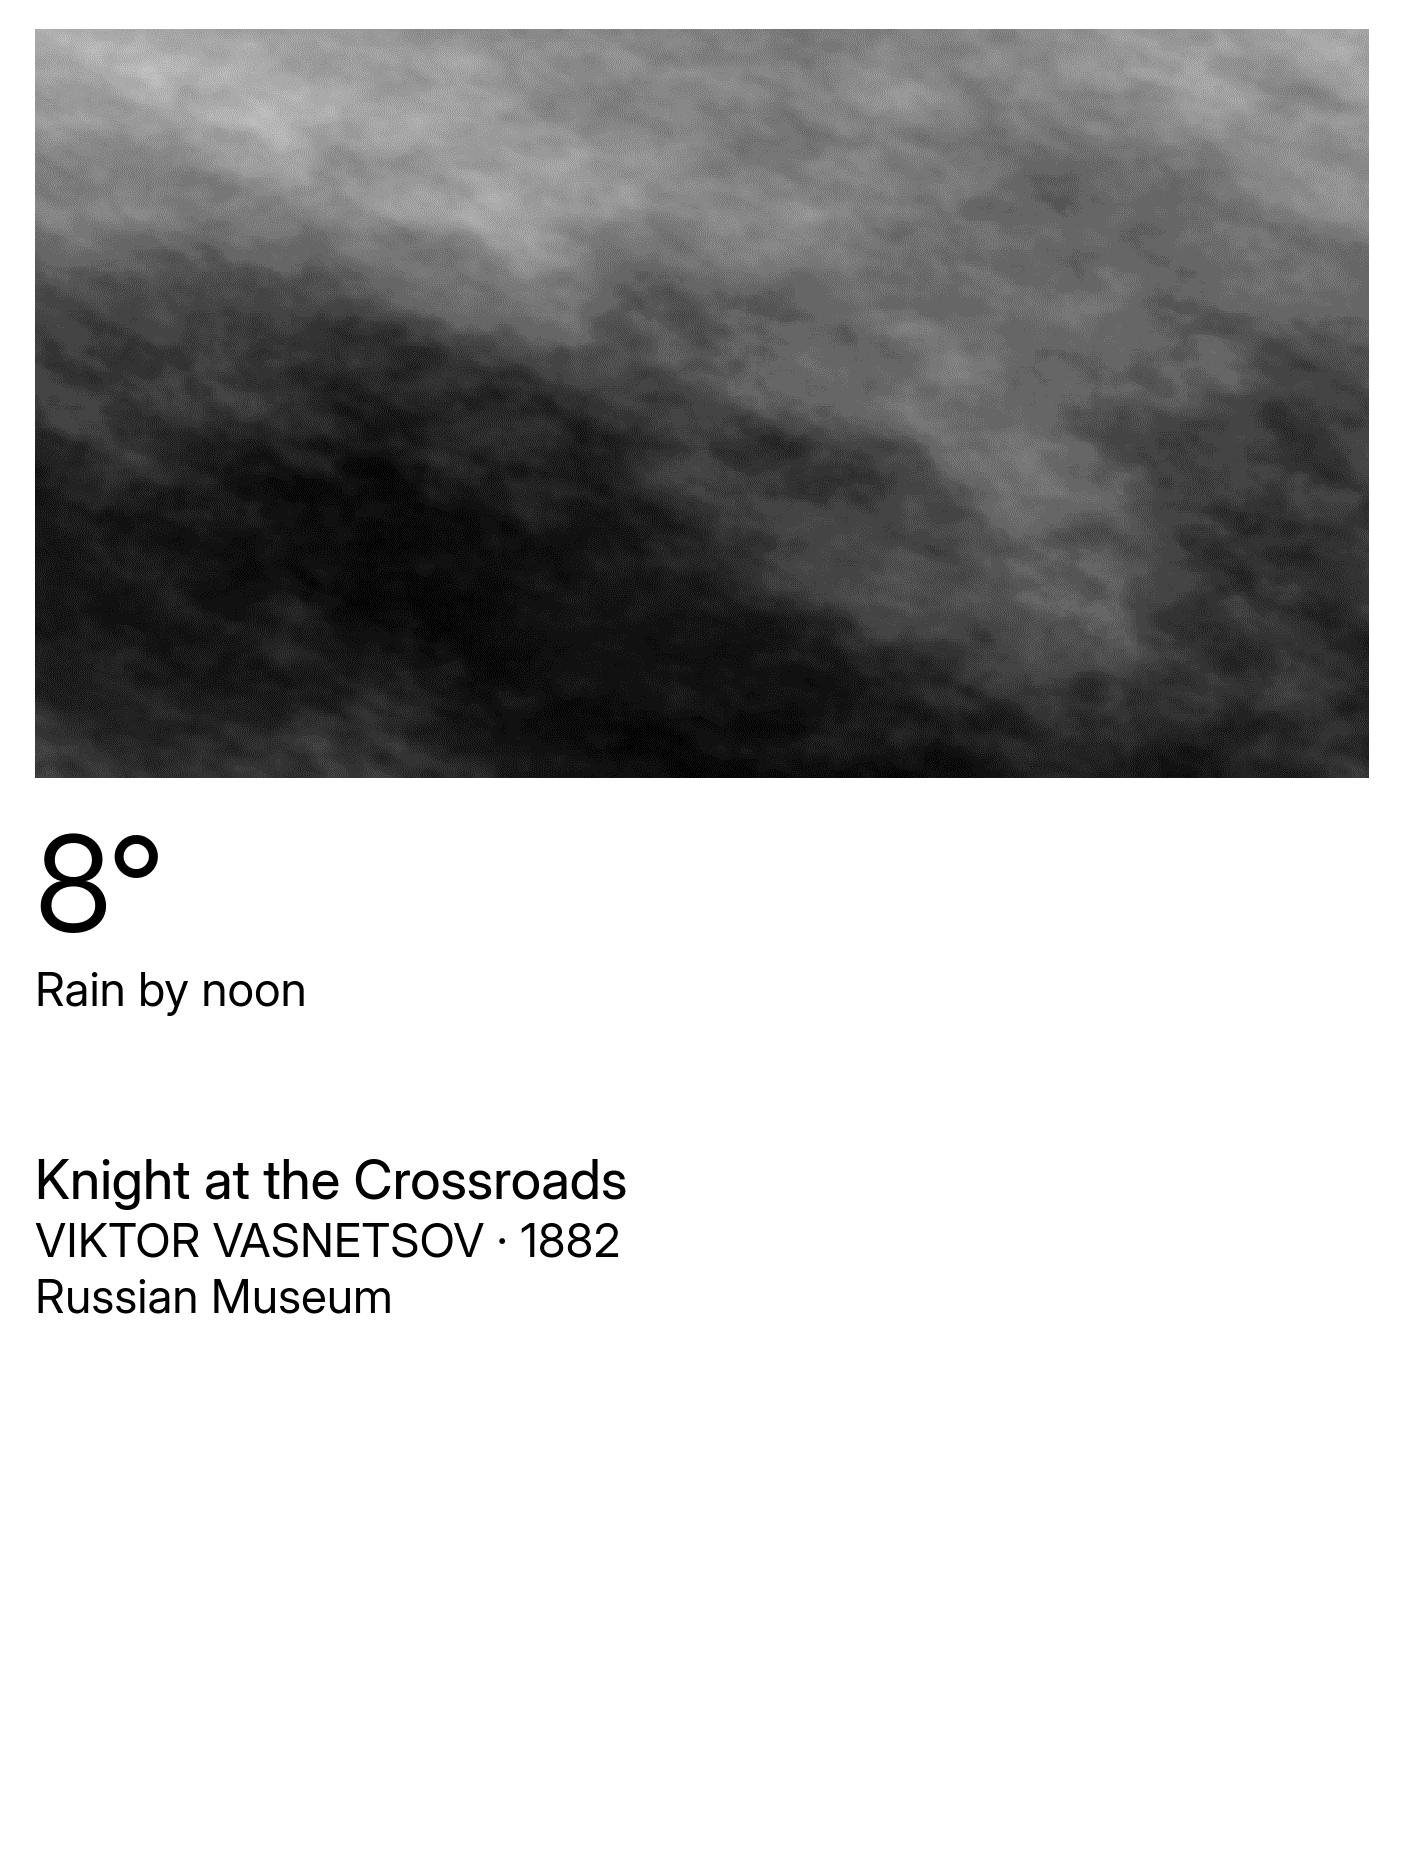 8°
Rain by noon
Knight at the Crossroads
VIKTOR VASNETSOV · 1882
Russian Museum